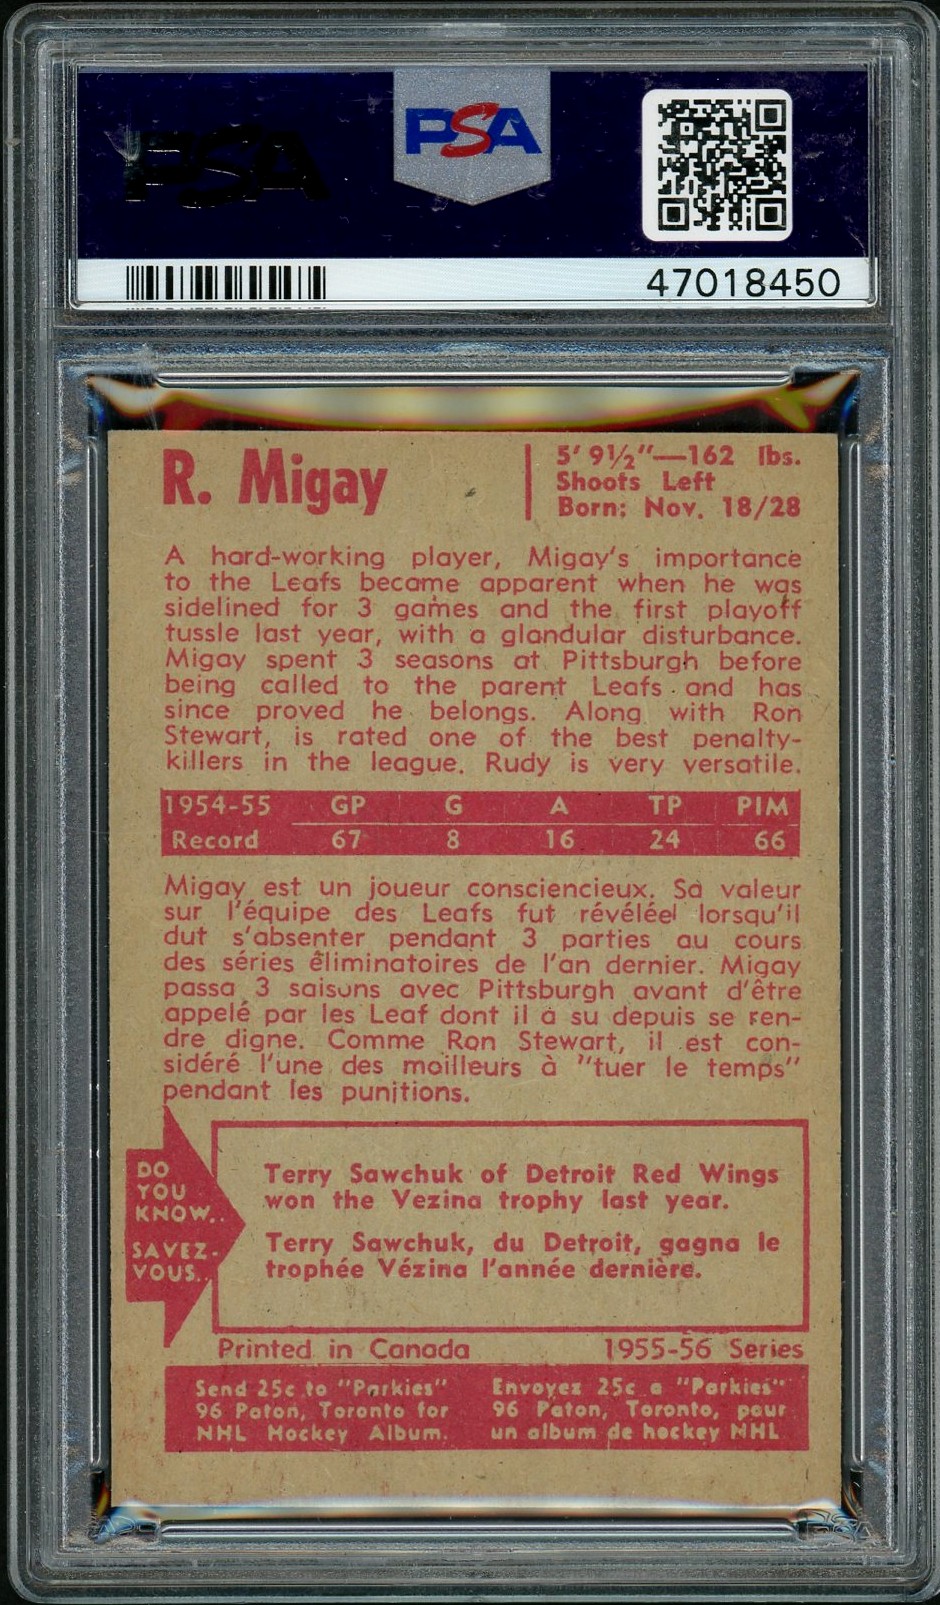 PSA
PSA
47018450
R. Migay
5' 9½"—162 lbs.
Shoots Left
Born: Nov. 18/28
A hard-working player, Migay's importance
to the Leafs became apparent when he was
sidelined for 3 games and the first playoff
tussle last year, with a glandular disturbance.
Migay spent 3 seasons at Pittsburgh before
being called to the parent Leafs and has
since proved he belongs. Along with Ron
Stewart, is rated one of the best penalty-
killers in the league. Rudy is very versatile.
1954-55 GP G A TP PIM
Record 67 8 16 24 66
Migay est un joueur consciencieux. Sa valeur
sur l'équipe des Leafs fut révéléel lorsqu'il
dut s'absenter pendant 3 parties au cours
des séries éliminatoires de l'an dernier. Migay
passa 3 saisons avec Pittsburgh avant d'être
appelé par les Leaf dont il a su depuis se ren-
dre digne. Comme Ron Stewart, il est con-
sidéré l'une des moilleurs à "tuer le temps"
pendant les punitions.
DO
YOU
KNOW..
SAVEZ-
VOUS..
Terry Sawchuk of Detroit Red Wings
won the Vezina trophy last year.
Terry Sawchuk, du Detroit, gagna le
trophée Vézina l'année dernière.
Printed in Canada 1955-56 Series
Send 25c to "Parkies"
96 Paton, Toronto for
NHL Hockey Album.
Envoyez 25c a "Parkies"
96 Paton, Toronto, pour
un album de hockey NHL